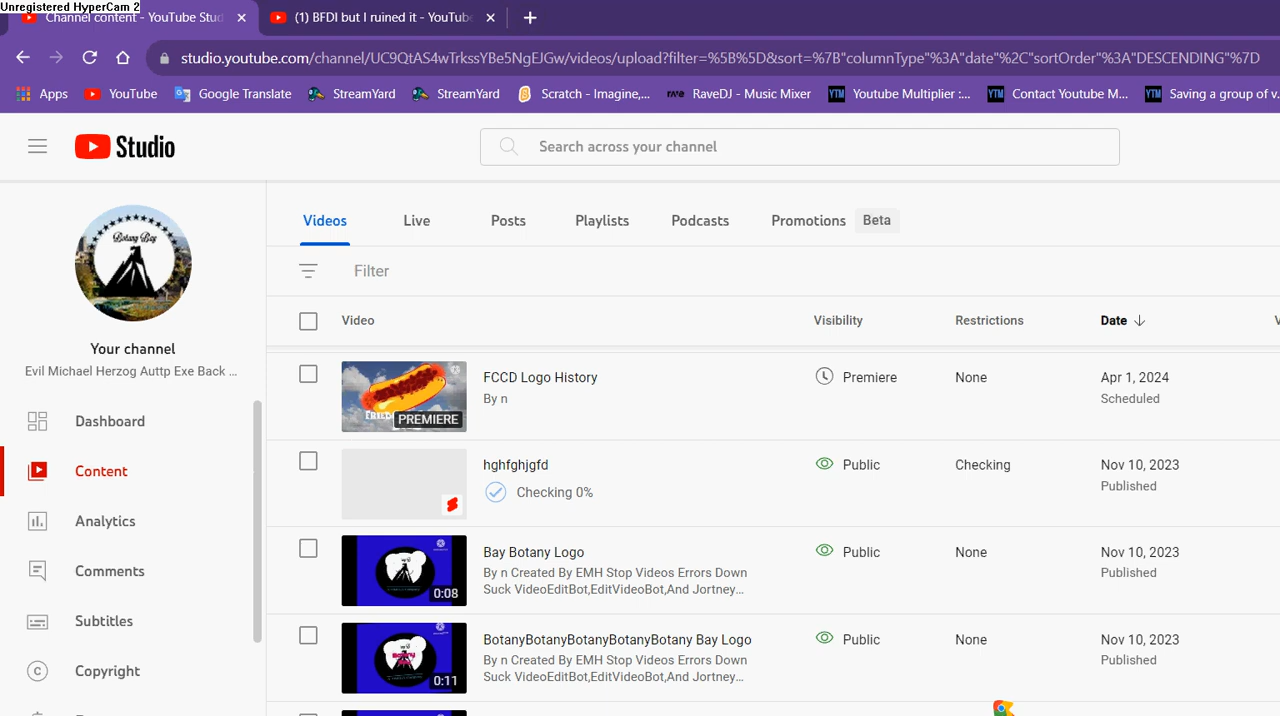 Unregistered HyperCam 2
Channel content - YouTube Stud
(1) BFDI but I ruined it - YouTube
studio.youtube.com/channel/UC9QtAS4wTrkssYBe5NgEJGw/videos/upload?filter=%5B%5D&sort=%7B"columnType"%3A"date"%2C"sortOrder"%3A"DESCENDING"%7D
Apps
YouTube
Google Translate
StreamYard
StreamYard
Scratch - Imagine,...
RaveDJ - Music Mixer
Youtube Multiplier :...
Contact Youtube M...
Saving a group of v
Studio
Search across your channel
Botany Bay
Your channel
Evil Michael Herzog Auttp Exe Back ...
Dashboard
Content
Analytics
Comments
Subtitles
Copyright
Videos
Live
Posts
Playlists
Podcasts
Promotions
Beta
Filter
Video
Visibility
Restrictions
Date
PREMIERE
FCCD Logo History
By n
Premiere
None
Apr 1, 2024
Scheduled
hghfghjgfd
Checking 0%
Public
Checking
Nov 10, 2023
Published
0:08
Bay Botany Logo
By n Created By EMH Stop Videos Errors Down
Suck VideoEditBot,EditVideoBot,And Jortney...
Public
None
Nov 10, 2023
Published
0:11
BotanyBotanyBotanyBotanyBotany Bay Logo
By n Created By EMH Stop Videos Errors Down
Suck VideoEditBot,EditVideoBot,And Jortney...
Public
None
Nov 10, 2023
Published